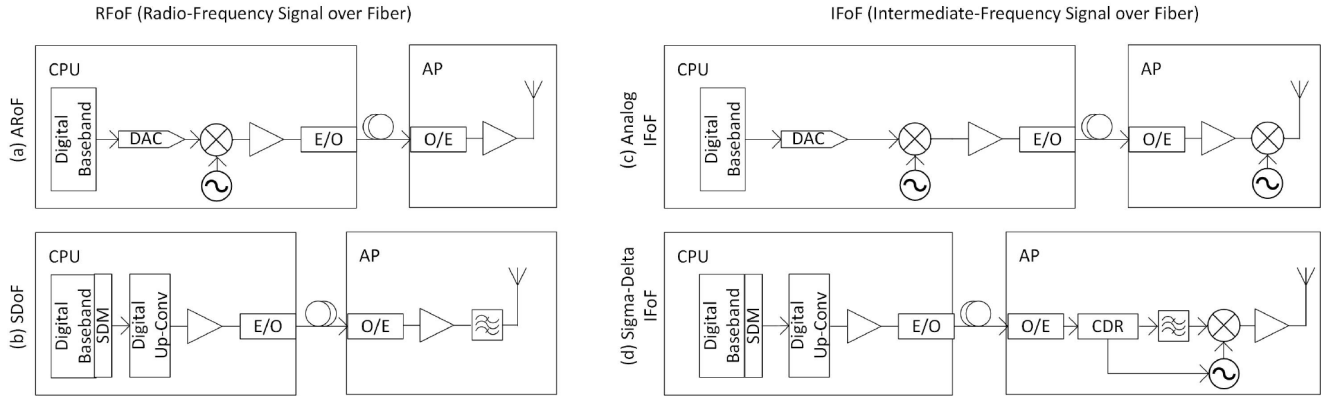 RFoF (Radio-Frequency Signal over Fiber)
IFoF (Intermediate-Frequency Signal over Fiber)
(a) ARoF
CPU
Digital
Baseband
DAC
E/O
AP
O/E
(c) Analog
IFoF
CPU
Digital
Baseband
DAC
E/O
AP
O/E
(b) SDoF
CPU
Digital
Baseband
SDM
Digital
Up-Conv
E/O
AP
O/E
(d) Sigma-Delta
IFoF
CPU
Digital
Baseband
SDM
Digital
Up-Conv
E/O
AP
O/E
CDR